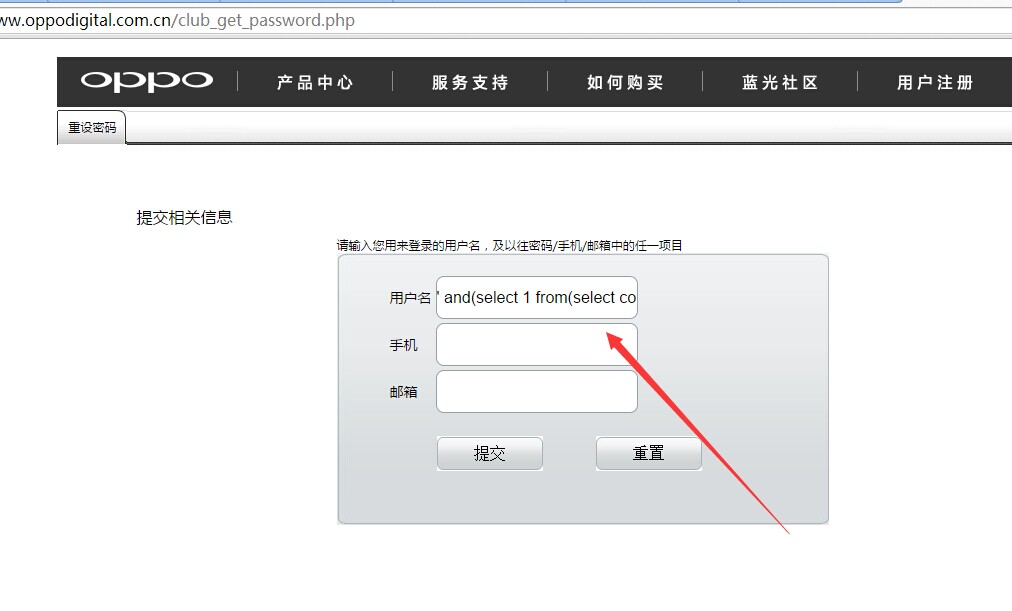 ww.oppodigital.com.cn/club_get_password.php
oppo 产品中心 服务支持 如何购买 蓝光社区 用户注册
重设密码
提交相关信息
请输入您用来登录的用户名，及以往密码/手机/邮箱中的任一项目
用户名 ' and(select 1 from(select co
手机
邮箱
提交 重置